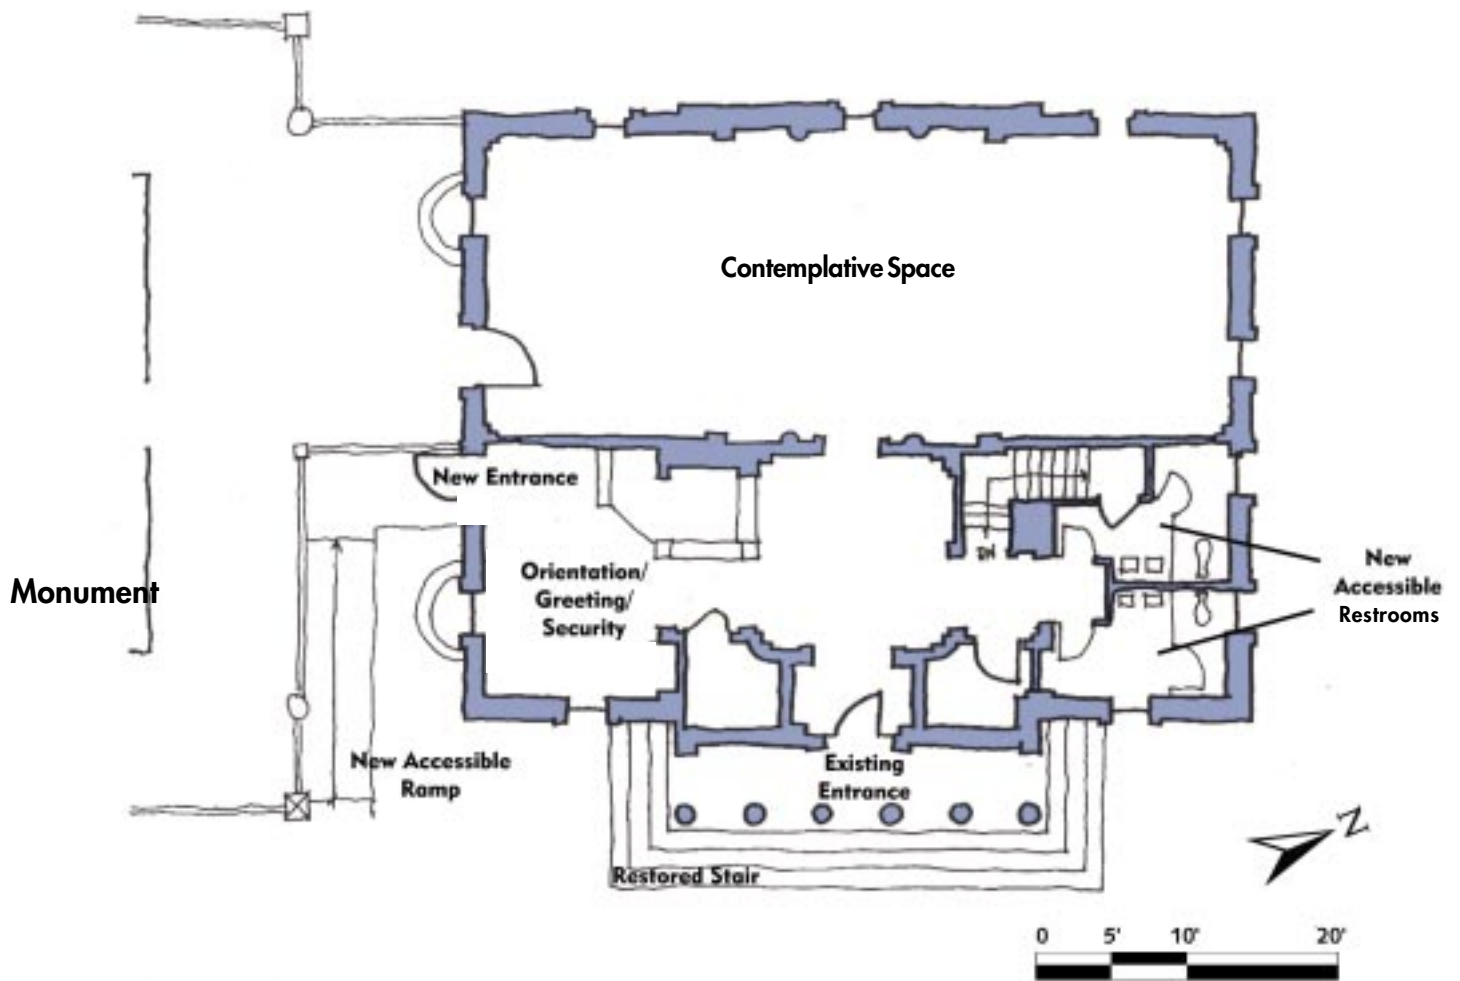 Contemplative Space
New Entrance
DN
Orientation/
Greeting/
Security
Monument
New
Accessible
Restrooms
New Accessible
Ramp
Existing
Entrance
Restored Stair
N
0 5' 10' 20'